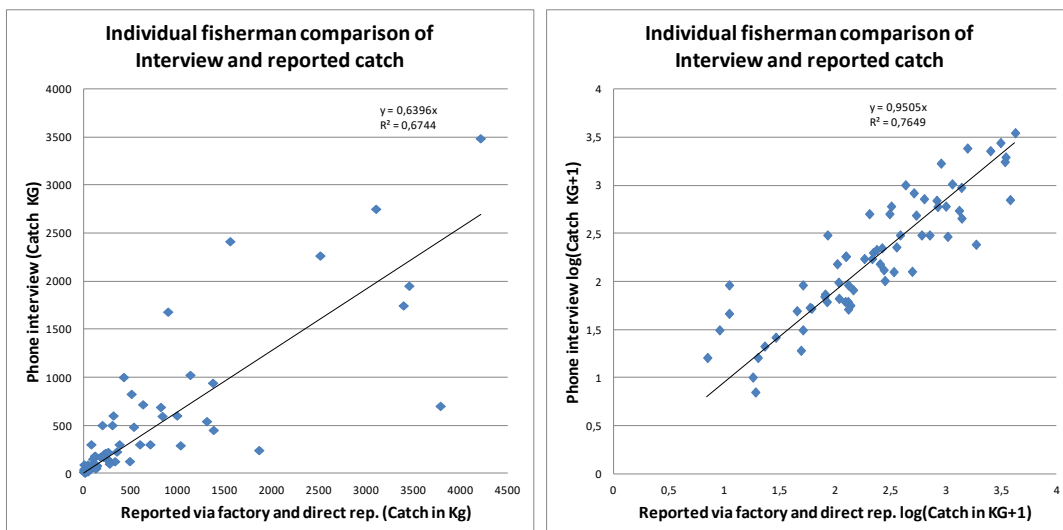 Individual fisherman comparison of
Interview and reported catch
y = 0,6396x
R² = 0,6744
4000
3500
3000
2500
2000
1500
1000
500
0
0 500 1000 1500 2000 2500 3000 3500 4000 4500
Phone interview (Catch KG)
Reported via factory and direct rep. (Catch in Kg)
Individual fisherman comparison of
Interview and reported catch
y = 0,9505x
R² = 0,7649
4
3,5
3
2,5
2
1,5
1
0,5
0
0 0,5 1 1,5 2 2,5 3 3,5 4
Phone interview log(Catch KG+1)
Reported via factory and direct rep. log(Catch in KG+1)